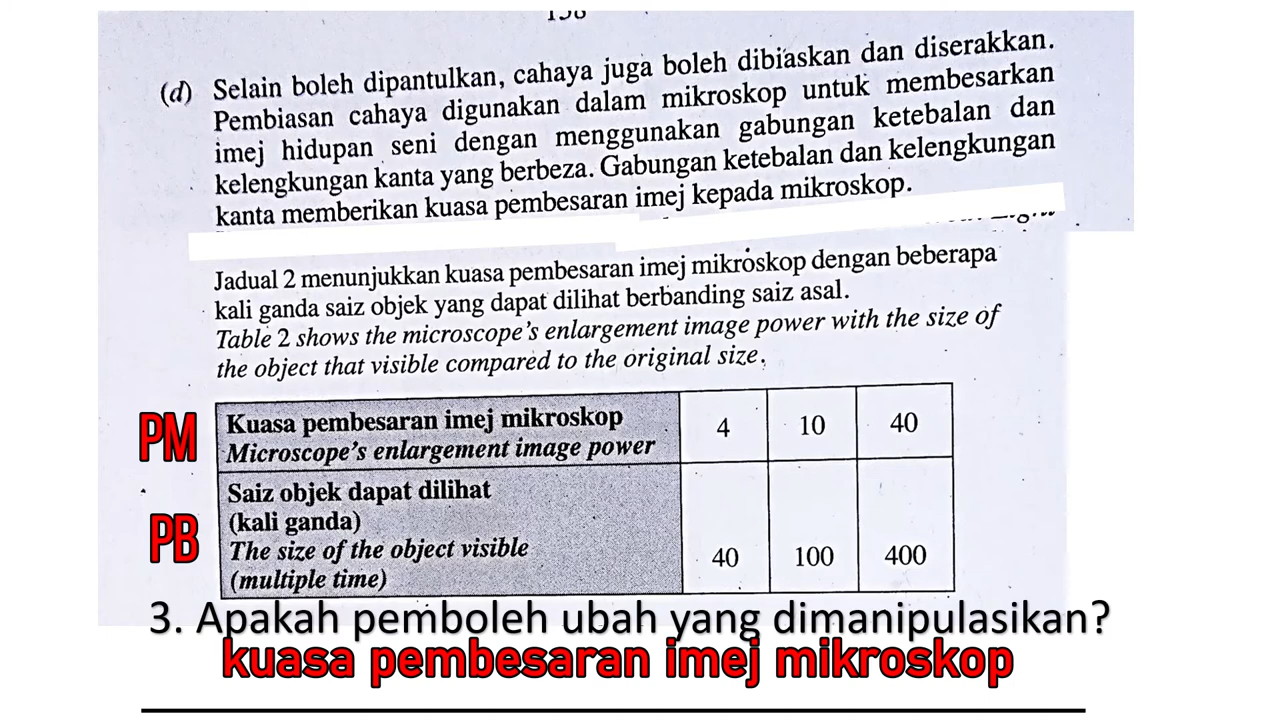 (d) Selain boleh dipantulkan, cahaya juga boleh dibiaskan dan diserakkan.
Pembiasan cahaya digunakan dalam mikroskop untuk membesarkan
imej hidupan seni dengan menggunakan gabungan ketebalan dan
kelengkungan kanta yang berbeza. Gabungan ketebalan dan kelengkungan
kanta memberikan kuasa pembesaran imej kepada mikroskop.
Jadual 2 menunjukkan kuasa pembesaran imej mikroskop dengan beberapa
kali ganda saiz objek yang dapat dilihat berbanding saiz asal.
Table 2 shows the microscope's enlargement image power with the size of
the object that visible compared to the original size.
PM
Kuasa pembesaran imej mikroskop
Microscope's enlargement image power
4 10 40
PB
Saiz objek dapat dilihat
(kali ganda)
The size of the object visible
(multiple time)
40 100 400
3. Apakah pemboleh ubah yang dimanipulasikan?
kuasa pembesaran imej mikroskop